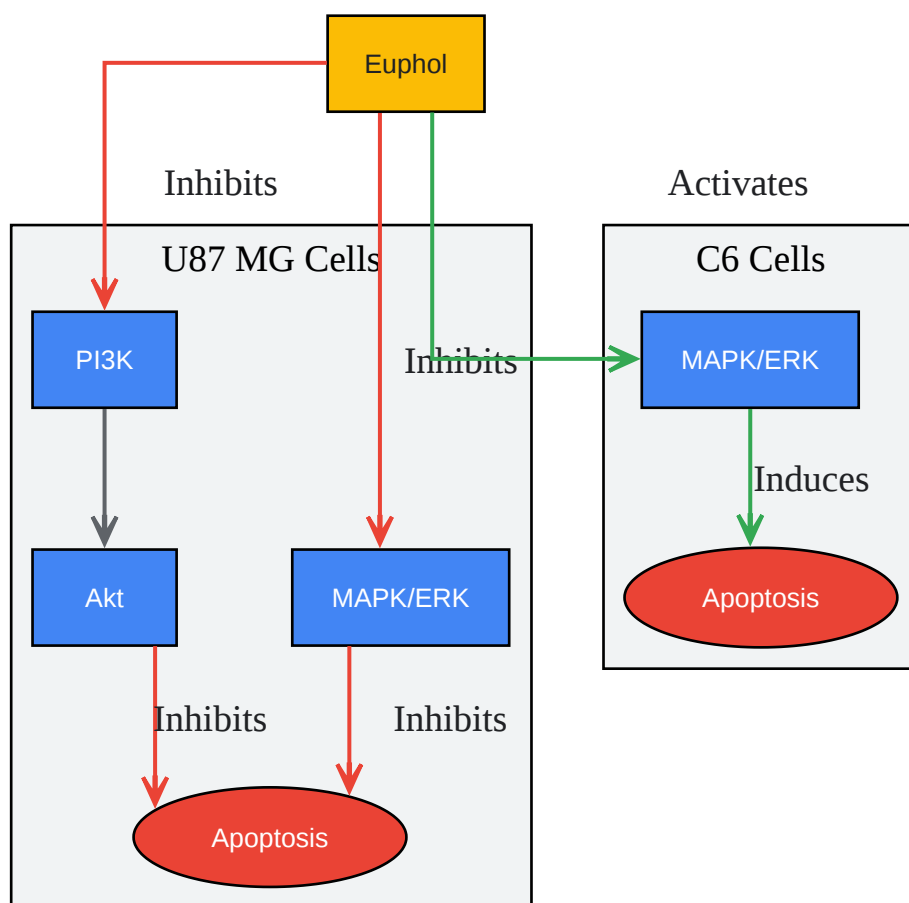 Euphol
Inhibits
Activates
U87 MG Cells
C6 Cells
PI3K
Inhibits
MAPK/ERK
Induces
Akt
MAPK/ERK
Apoptosis
Inhibits
Inhibits
Apoptosis